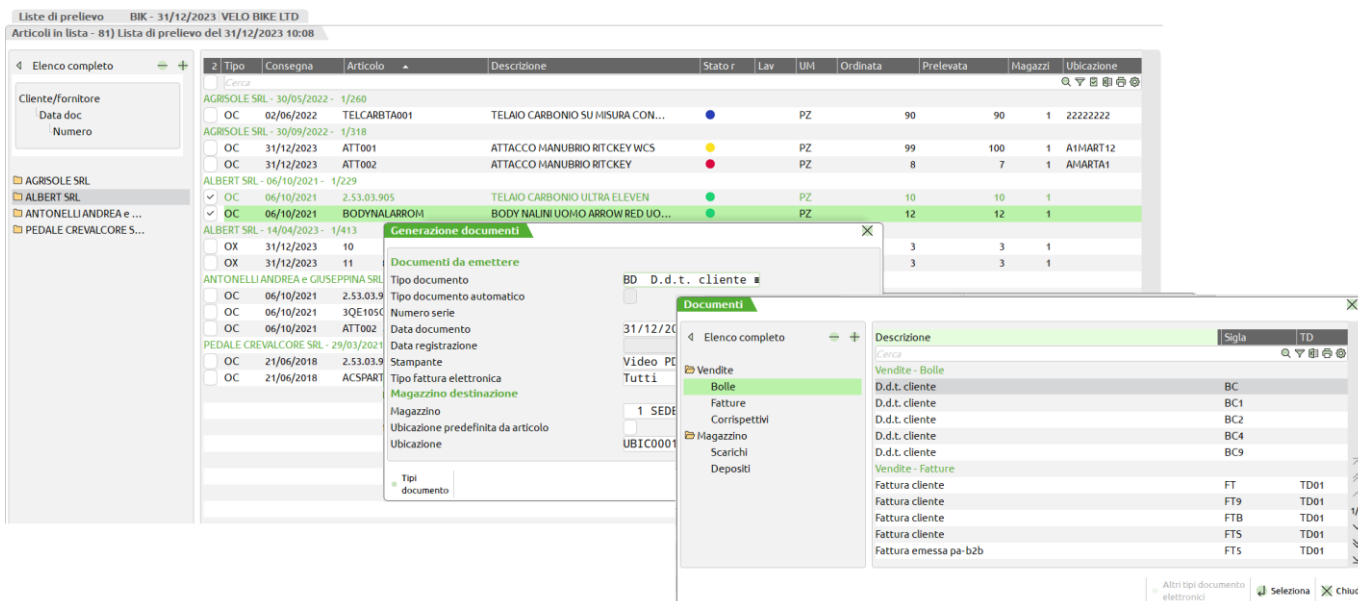 Liste di prelievo BIK - 31/12/2023 VELO BIKE LTD
Articoli in lista - 81) Lista di prelievo del 31/12/2023 10:08
Elenco completo
Cliente/fornitore
Data doc
Numero
AGRISOLE SRL
ALBERT SRL
ANTONELLI ANDREA e ...
PEDALE CREVALCORE S...
2 Tipo Consegna Articolo Descrizione Stato r Lav UM Ordinata Prelevata Magazzi Ubicazione
Cerca
AGRISOLE SRL - 30/05/2022 - 1/260
OC 02/06/2022 TELCARBTA001 TELAIO CARBONIO SU MISURA CON... PZ 90 90 1 22222222
AGRISOLE SRL - 30/09/2022 - 1/318
OC 31/12/2023 ATT001 ATTACCO MANUBRIO RITCKEY WCS PZ 99 100 1 A1MART12
OC 31/12/2023 ATT002 ATTACCO MANUBRIO RITCKEY PZ 8 7 1 AMARTA1
ALBERT SRL - 06/10/2021 - 1/229
OC 06/10/2021 2.53.03.905 TELAIO CARBONIO ULTRA ELEVEN PZ 10 10 1
OC 06/10/2021 BODYNALARROM BODY NALINI UOMO ARROW RED UO... PZ 12 12 1
ALBERT SRL - 14/04/2023 - 1/413
OX 31/12/2023 10 3 3 1
OX 31/12/2023 11 3 3 1
ANTONELLI ANDREA e GIUSEPPINA SRL
OC 06/10/2021 2.53.03.9
OC 06/10/2021
OC 06/10/2021 ATT002
PEDALE CREVALCORE SRL - 29/03/2021
OC 21/06/2018 2.53.03.9
OC 21/06/2018 ACSPART
Generazione documenti
Documenti da emettere
Tipo documento BD D.d.t. cliente
Tipo documento automatico
Numero serie
Data documento 31/12/20
Data registrazione
Stampante Video PD
Tipo fattura elettronica Tutti
Magazzino destinazione
Magazzino 1 SEDE
Ubicazione predefinita da articolo
Ubicazione UBIC0001
Tipi
documento
Documenti
Elenco completo
Vendite
Bolle
Fatture
Corrispettivi
Magazzino
Scarichi
Depositi
Descrizione Sigla TD
Cerca
Vendite - Bolle
D.d.t. cliente BC
D.d.t. cliente BC1
D.d.t. cliente BC2
D.d.t. cliente BC4
D.d.t. cliente BC9
Vendite - Fatture
Fattura cliente FT TD01
Fattura cliente FT9 TD01
Fattura cliente FTB TD01
Fattura cliente FTS TD01
Fattura emessa pa-b2b FT5 TD01
1/
Altri tipi documento
elettronici
Seleziona
Chiud